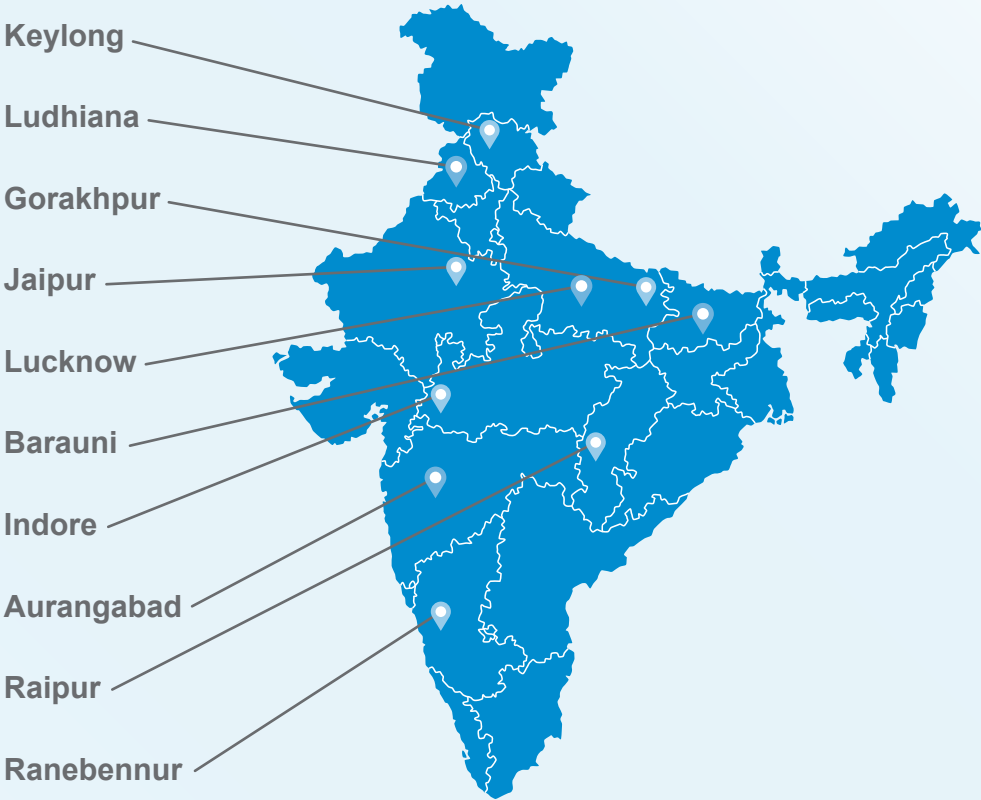 Keylong
Ludhiana
Gorakhpur
Jaipur
Lucknow
Barauni
Indore
Aurangabad
Raipur
Ranebennur